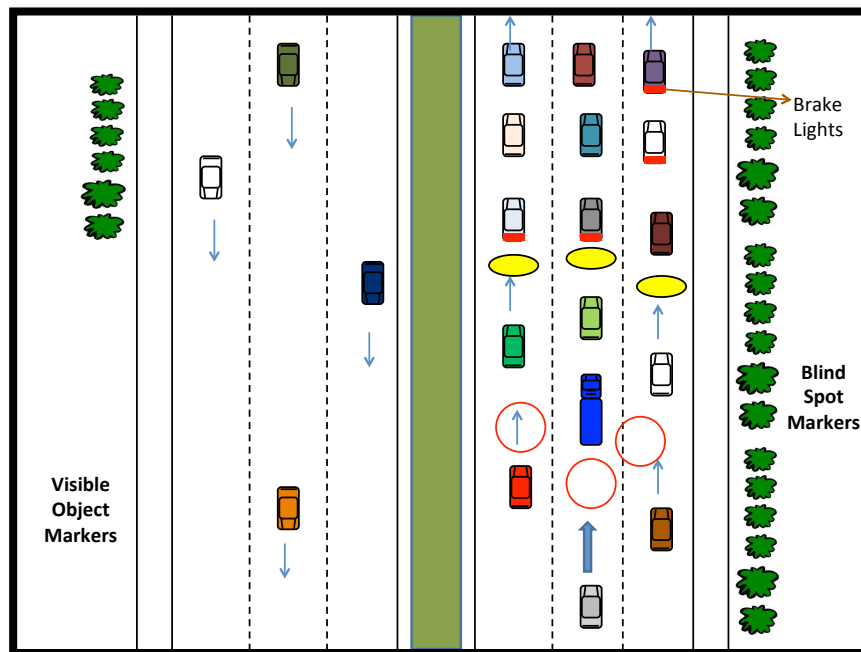 Brake
Lights
Blind
Spot
Markers
Visible
Object
Markers